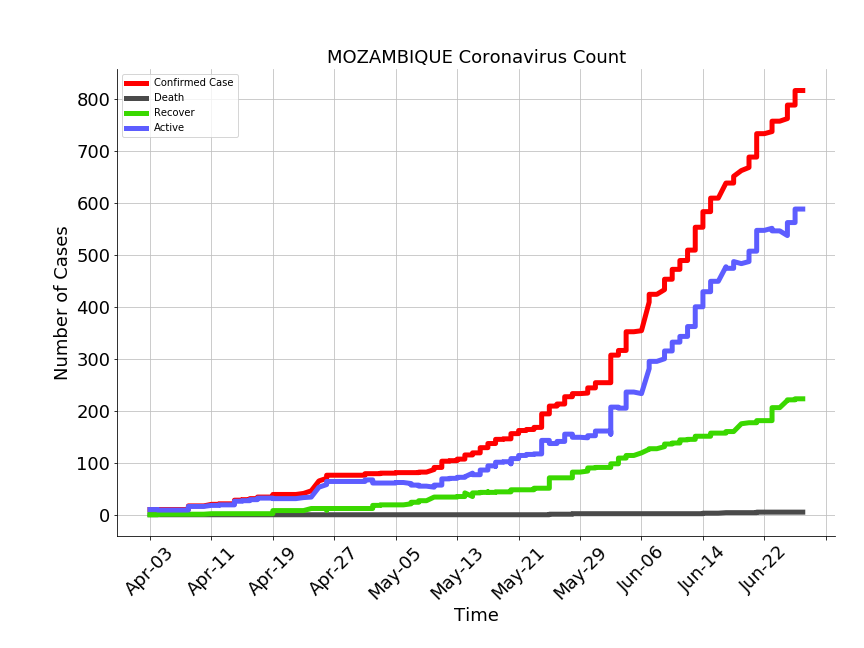 MOZAMBIQUE Coronavirus Count
Confirmed Case
Death
Recover
Active
Number of Cases
800
700
600
500
400
300
200
100
0
Apr-03
Apr-11
Apr-19
Apr-27
May-05
May-13
May-21
May-29
Jun-06
Jun-14
Jun-22
Time